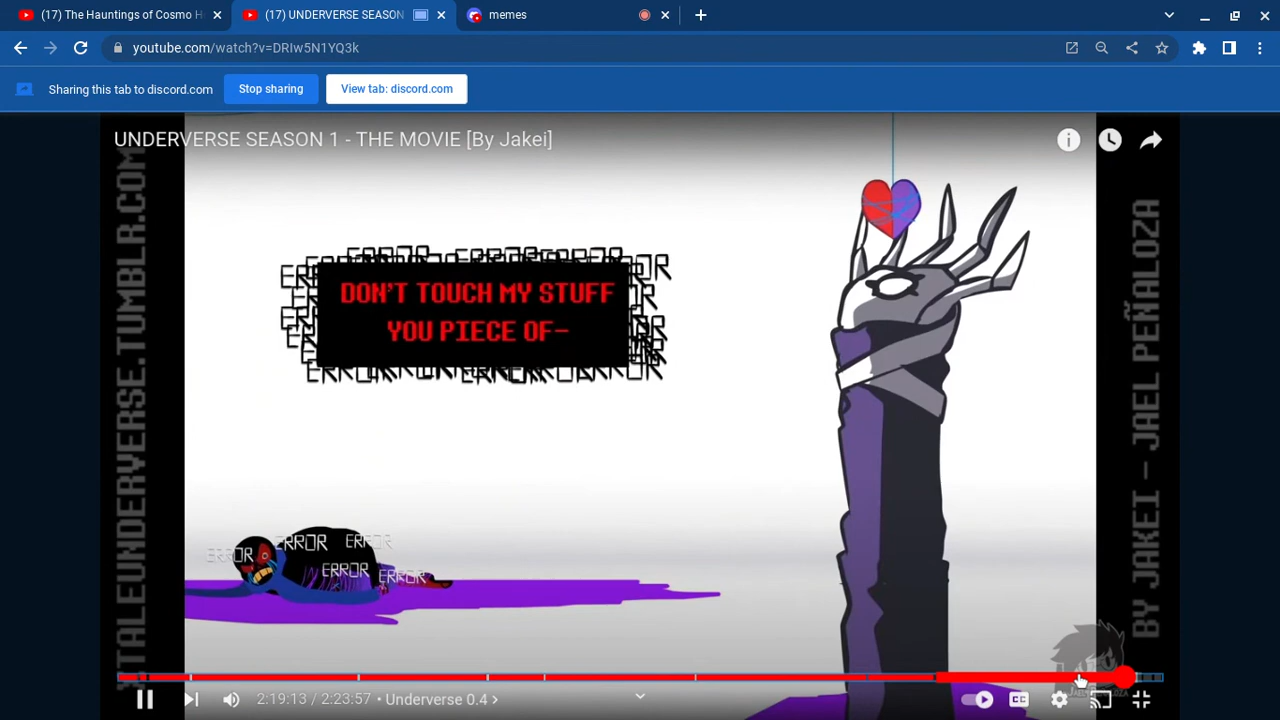 (17) The Hauntings of Cosmo H
(17) UNDERVERSE SEASON
memes
youtube.com/watch?v=DRIw5N1YQ3k
Sharing this tab to discord.com
Stop sharing
View tab: discord.com
UNDERVERSE SEASON 1 - THE MOVIE [By Jakei]
XTALEUNDERVERSE.TUMBLR.COM
DON'T TOUCH MY STUFF
YOU PIECE OF-
ERROR
ERROR
ERROR
ERROR
ERROR
BY JAKEI - JAEL PEÑALOZA
2:19:13 / 2:23:57 • Underverse 0.4 >
CC